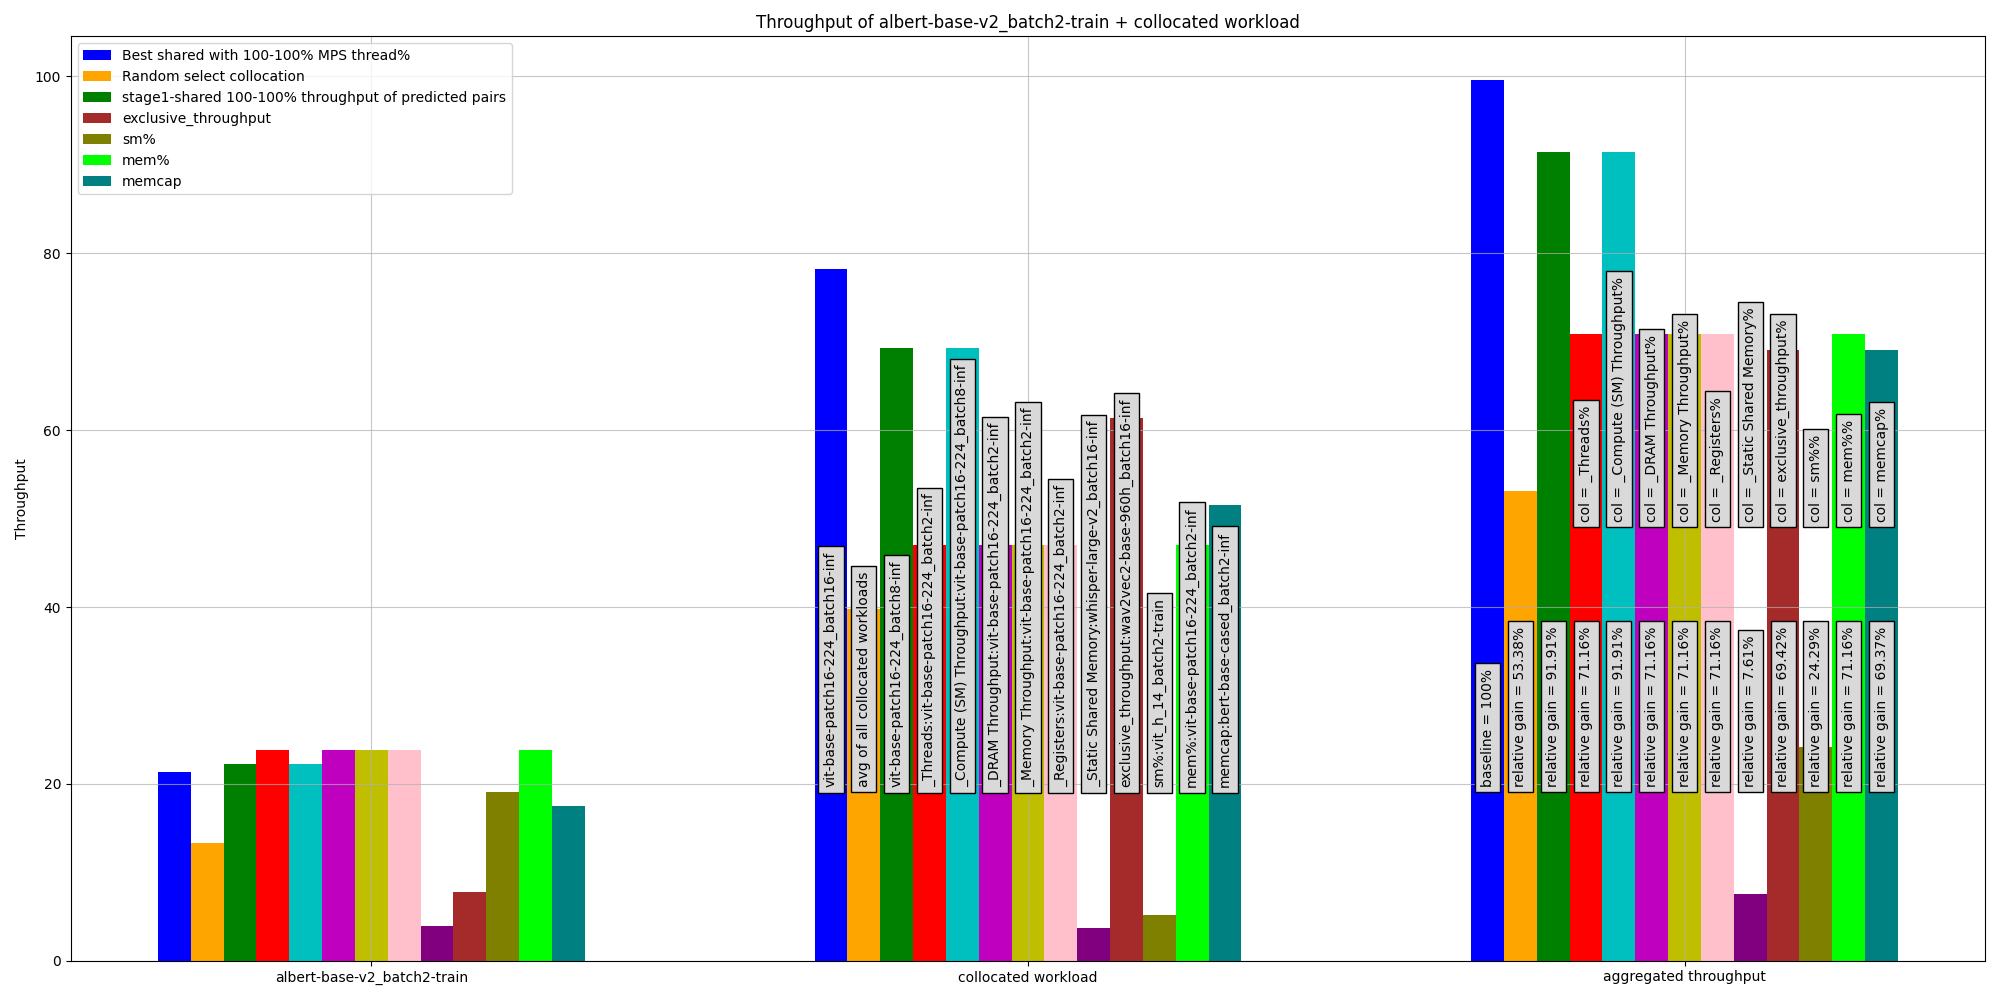 Throughput of albert-base-v2_batch2-train + collocated workload
Best shared with 100-100% MPS thread%
Random select collocation
stage1-shared 100-100% throughput of predicted pairs
exclusive_throughput
sm%
mem%
memcap
Throughput
100
80
60
40
20
0
vit-base-patch16-224_batch16-inf
avg of all collocated workloads
vit-base-patch16-224_batch8-inf
_Threads:vit-base-patch16-224_batch2-inf
_Compute (SM) Throughput:vit-base-patch16-224_batch8-inf
_DRAM Throughput:vit-base-patch16-224_batch2-inf
_Memory Throughput:vit-base-patch16-224_batch2-inf
_Registers:vit-base-patch16-224_batch2-inf
_Static Shared Memory:whisper-large-v2_batch16-inf
exclusive_throughput:wav2vec2-base-960h_batch16-inf
sm%:vit_h_14_batch2-train
mem%:vit-base-patch16-224_batch2-inf
memcap:bert-base-cased_batch2-inf
col = _Threads%
col = _Compute (SM) Throughput%
col = _DRAM Throughput%
col = _Memory Throughput%
col = _Registers%
col = _Static Shared Memory%
col = exclusive_throughput%
col = sm%%
col = mem%%
col = memcap%
baseline = 100%
relative gain = 53.38%
relative gain = 91.91%
relative gain = 71.16%
relative gain = 91.91%
relative gain = 71.16%
relative gain = 71.16%
relative gain = 71.16%
relative gain = 7.61%
relative gain = 69.42%
relative gain = 24.29%
relative gain = 71.16%
relative gain = 69.37%
albert-base-v2_batch2-train
collocated workload
aggregated throughput